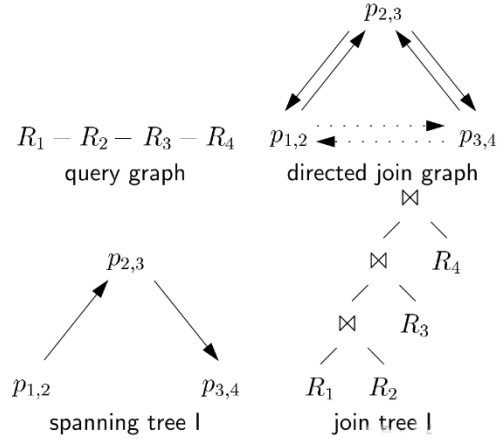 p₂,₃
R₁ – R₂ – R₃ – R₄
p₁,₂
p₃,₄
query graph
directed join graph
⋈
p₂,₃
⋈
R₄
⋈
R₃
p₁,₂
p₃,₄
R₁
R₂
spanning tree I
join tree I